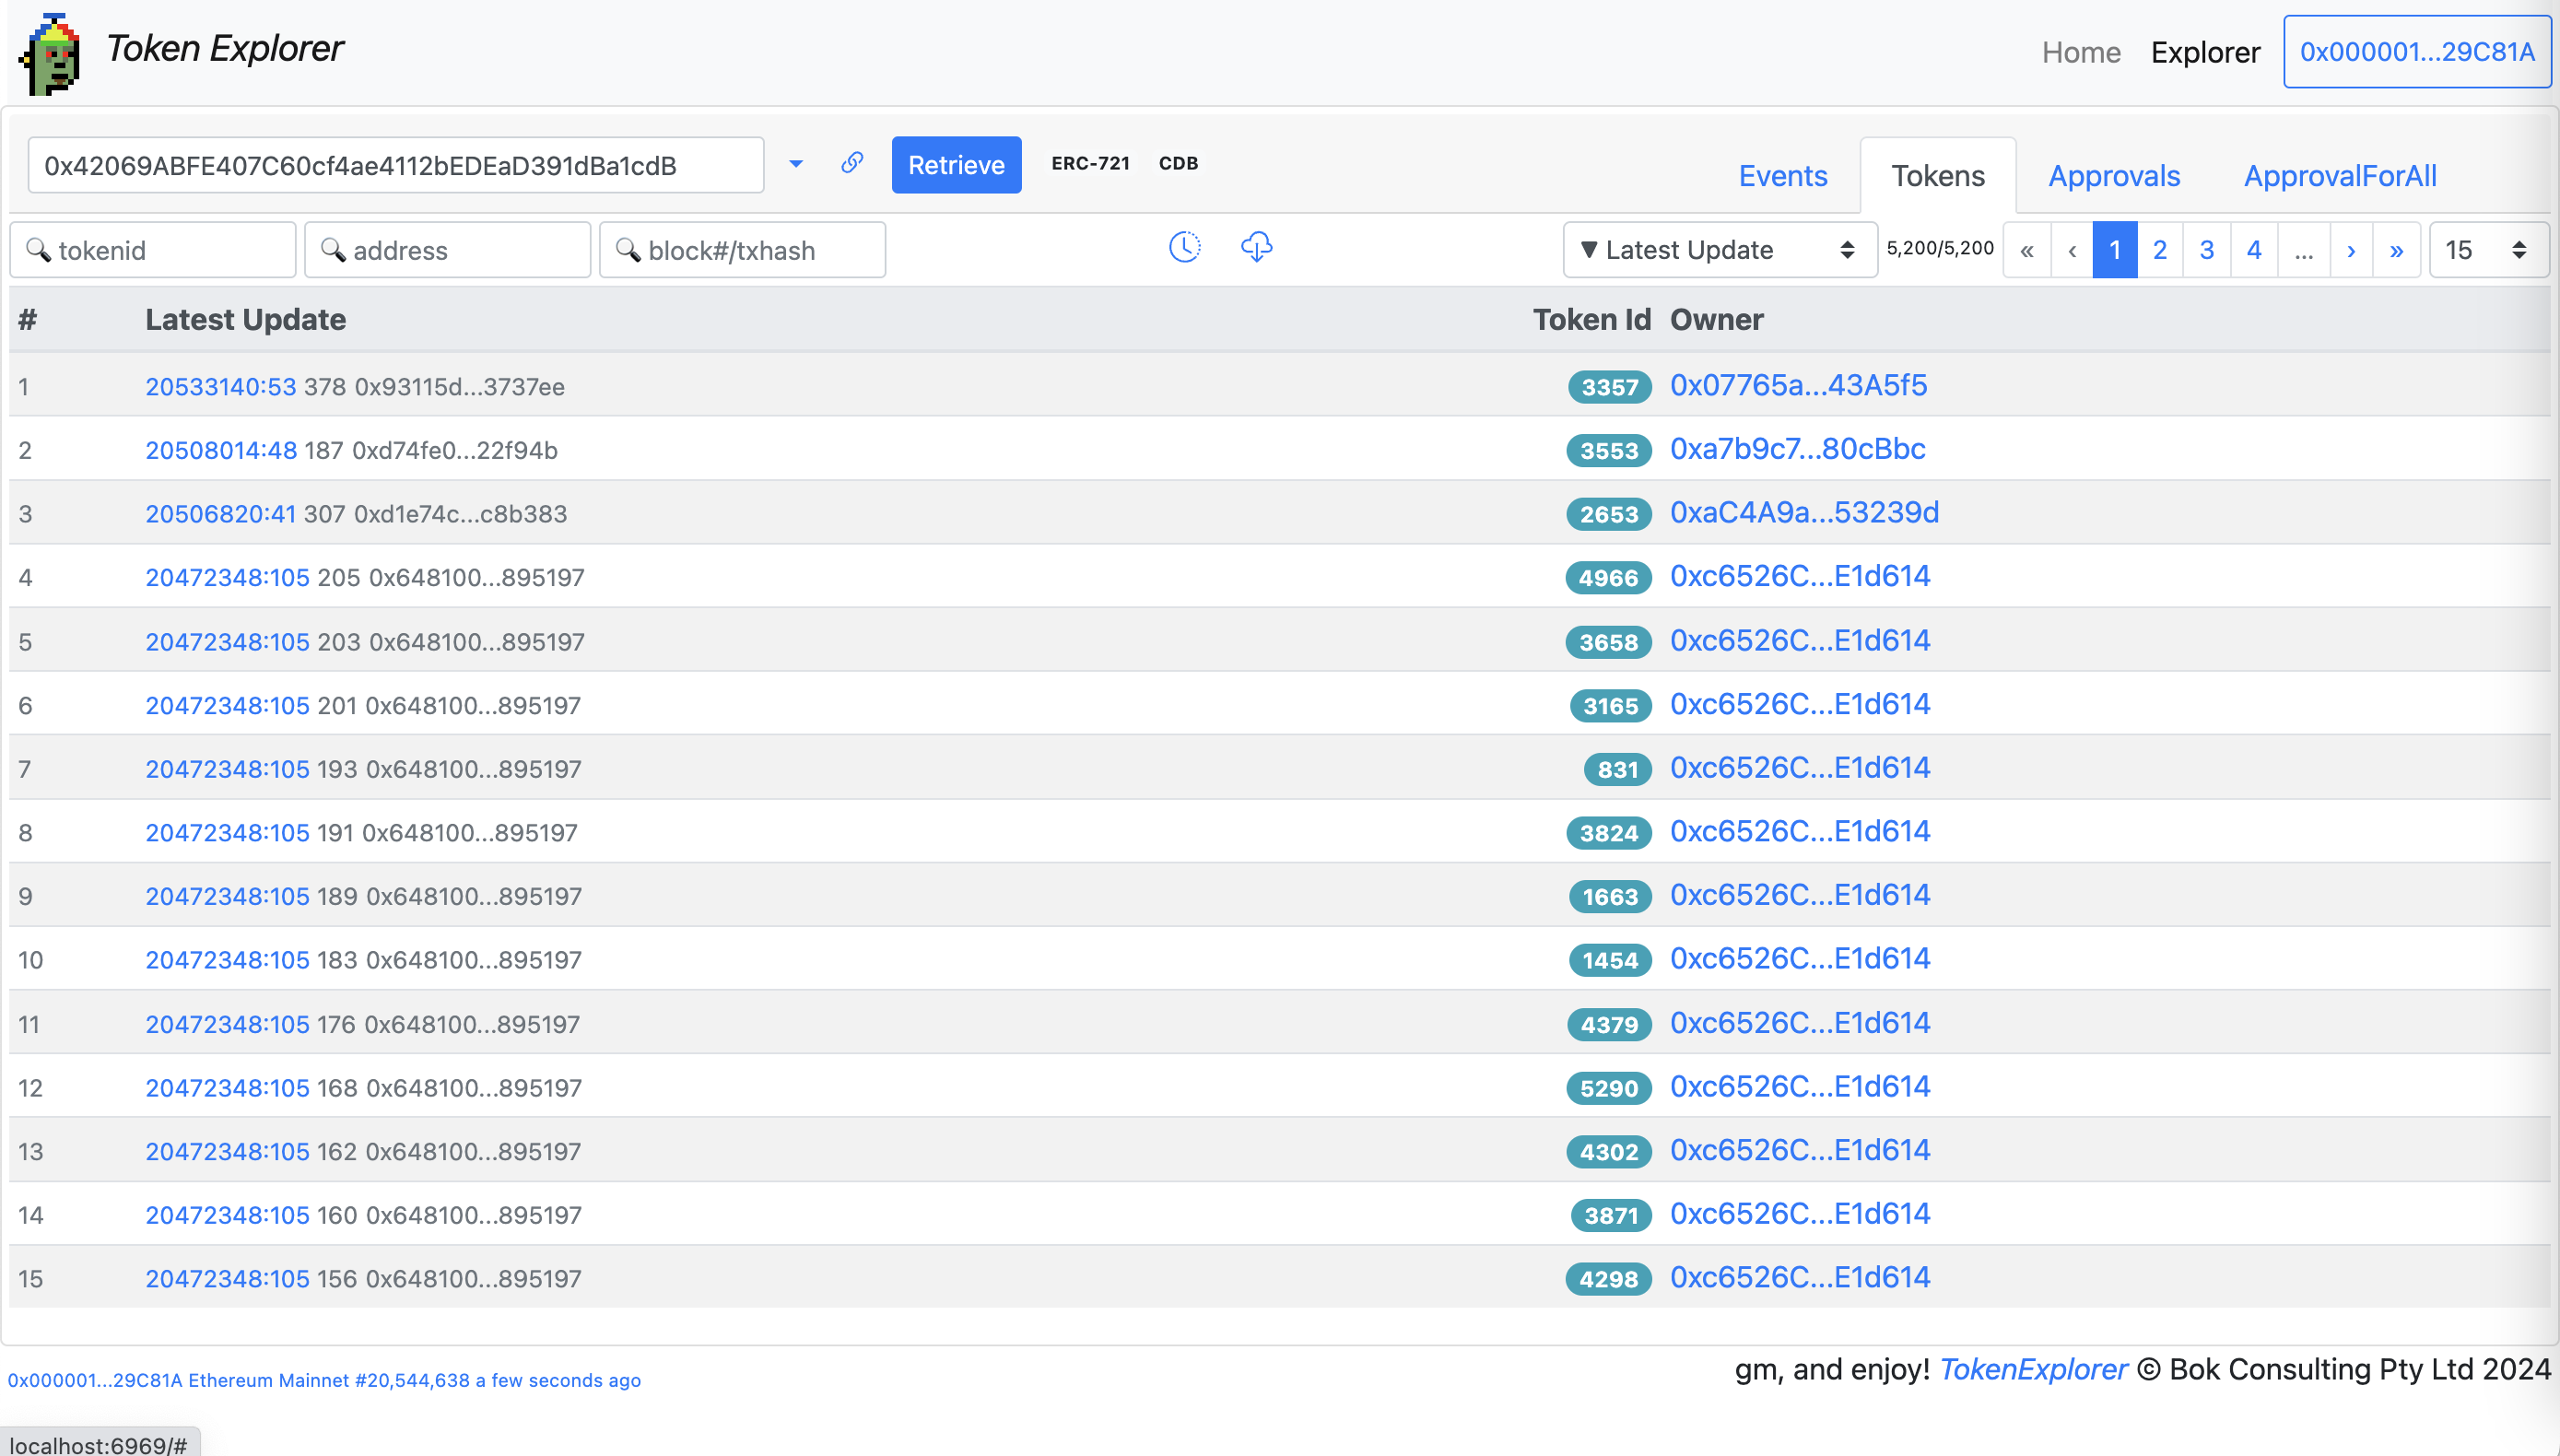 Token Explorer
Home Explorer 0x000001...29C81A
0x42069ABFE407C60cf4ae4112bEDEaD391dBa1cdB Retrieve ERC-721 CDB Events Tokens Approvals ApprovalForAll
tokenid address block#/txhash ▼ Latest Update 5,200/5,200 « ‹ 1 2 3 4 ... › » 15
# Latest Update Token Id Owner
1 20533140:53 378 0x93115d...3737ee 3357 0x07765a...43A5f5
2 20508014:48 187 0xd74fe0...22f94b 3553 0xa7b9c7...80cBbc
3 20506820:41 307 0xd1e74c...c8b383 2653 0xaC4A9a...53239d
4 20472348:105 205 0x648100...895197 4966 0xc6526C...E1d614
5 20472348:105 203 0x648100...895197 3658 0xc6526C...E1d614
6 20472348:105 201 0x648100...895197 3165 0xc6526C...E1d614
7 20472348:105 193 0x648100...895197 831 0xc6526C...E1d614
8 20472348:105 191 0x648100...895197 3824 0xc6526C...E1d614
9 20472348:105 189 0x648100...895197 1663 0xc6526C...E1d614
10 20472348:105 183 0x648100...895197 1454 0xc6526C...E1d614
11 20472348:105 176 0x648100...895197 4379 0xc6526C...E1d614
12 20472348:105 168 0x648100...895197 5290 0xc6526C...E1d614
13 20472348:105 162 0x648100...895197 4302 0xc6526C...E1d614
14 20472348:105 160 0x648100...895197 3871 0xc6526C...E1d614
15 20472348:105 156 0x648100...895197 4298 0xc6526C...E1d614
gm, and enjoy! TokenExplorer © Bok Consulting Pty Ltd 2024
0x000001...29C81A Ethereum Mainnet #20,544,638 a few seconds ago
localhost:6969/#